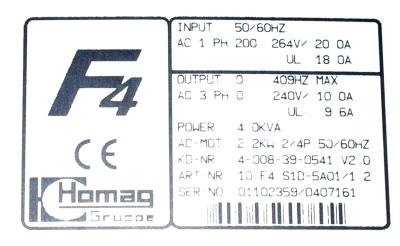 F4
CE
Homag
Gruppe
INPUT 50/60HZ
AC 1 PH 200 264V/ 20 0A
UL 18 0A
OUTPUT 0 409HZ MAX
AC 3 PH 0 240V/ 10 0A
UL 9 6A
POWER 4 0KVA
AC-MOT 2 2KW 2/4P 50/60HZ
KD-NR 4-008-39-0541 V2 0
ART-NR 10 F4 S1D-5A01/1 2
SER-NO 01102359/0407161